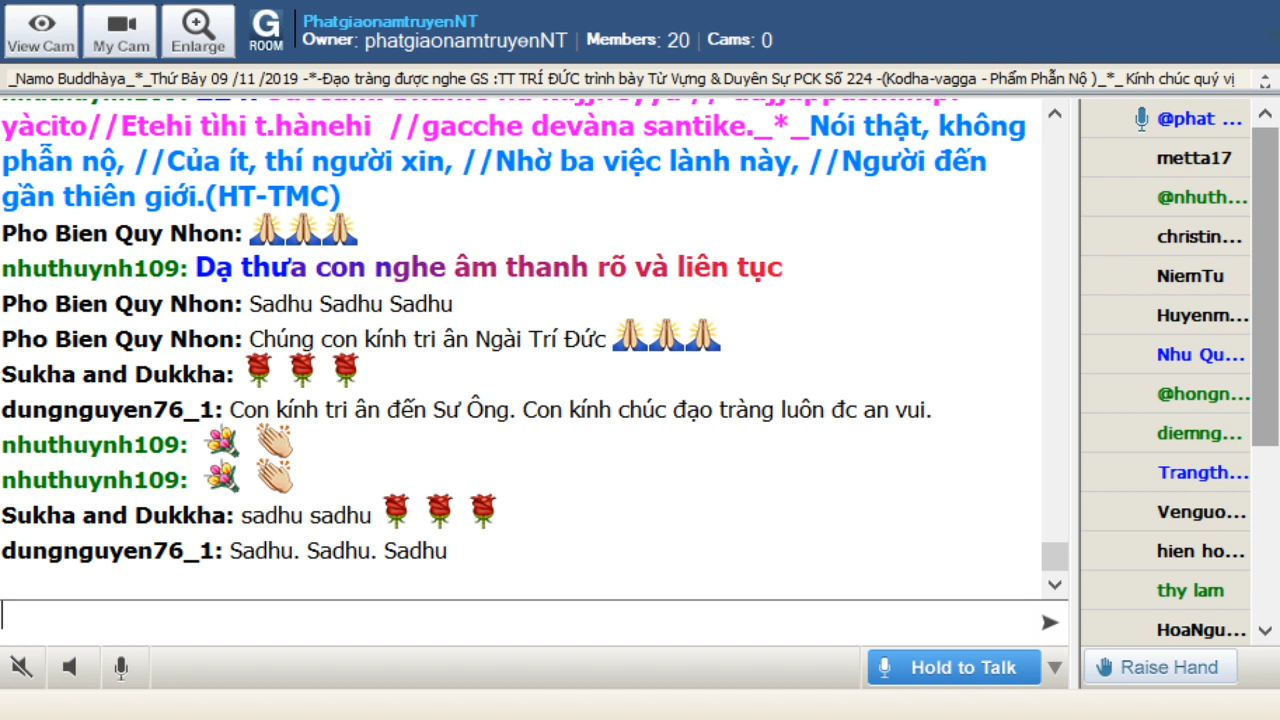 View Cam
My Cam
Enlarge
G
ROOM
PhatgiaonamtruyenNT
Owner: phatgiaonamtruyenNT | Members: 20 | Cams: 0
_Namo Buddhàya_*_Thứ Bảy 09 /11 /2019 -*-Đạo tràng được nghe GS :TT TRÍ ĐỨC trình bày Từ Vựng & Duyên Sự PCK Số 224 -(Kodha-vagga - Phẩm Phẫn Nộ )_*_ Kính chúc quý vị
yàcito//Etehi tìhi t.hànehi //gacche devàna santike._*_Nói thật, không
phẫn nộ, //Của ít, thí người xin, //Nhờ ba việc lành này, //Người đến
gần thiên giới.(HT-TMC)
Pho Bien Quy Nhon:
nhuthuynh109: Dạ thưa con nghe âm thanh rõ và liên tục
Pho Bien Quy Nhon: Sadhu Sadhu Sadhu
Pho Bien Quy Nhon: Chúng con kính tri ân Ngài Trí Đức
Sukha and Dukkha:
dungnguyen76_1: Con kính tri ân đến Sư Ông. Con kính chúc đạo tràng luôn đc an vui.
nhuthuynh109:
nhuthuynh109:
Sukha and Dukkha: sadhu sadhu
dungnguyen76_1: Sadhu. Sadhu. Sadhu
@phat ...
metta17
@nhuth...
christin...
NiemTu
Huyenm...
Nhu Qu...
@hongn...
diemng...
Trangth...
Venguo...
hien ho...
thy lam
HoaNgu...
Hold to Talk
Raise Hand